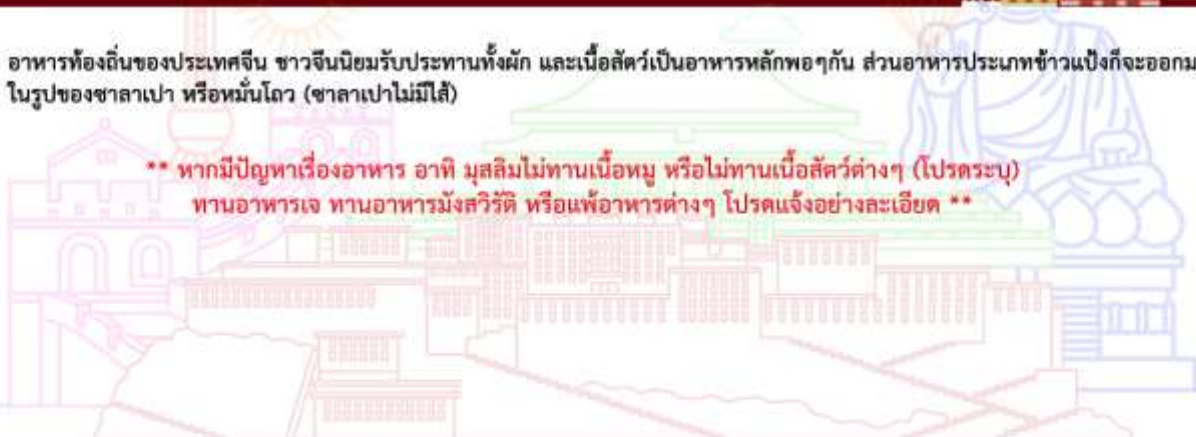 อาหารท้องถิ่นของประเทศจีน ชาวจีนนิยมรับประทานทั้งผัก และเนื้อสัตว์เป็นอาหารหลักพอๆกัน ส่วนอาหารประเภทข้าวแป้งก็จะออกม
ในรูปของซาลาเปา หรือหมั่นโถว (ซาลาเปาไม่มีไส้)
** หากมีปัญหาเรื่องอาหาร อาทิ มุสลิมไม่ทานเนื้อหมู หรือไม่ทานเนื้อสัตว์ต่างๆ (โปรดระบุ)
ทานอาหารเจ ทานอาหารมังสวิรัติ หรือแพ้อาหารต่างๆ โปรดแจ้งอย่างละเอียด **